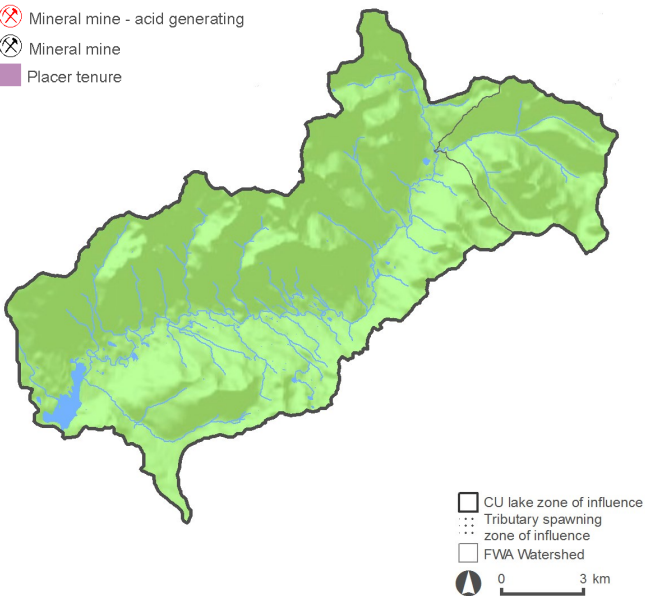 Mineral mine - acid generating
Mineral mine
Placer tenure
CU lake zone of influence
Tributary spawning
zone of influence
FWA Watershed
0 3 km